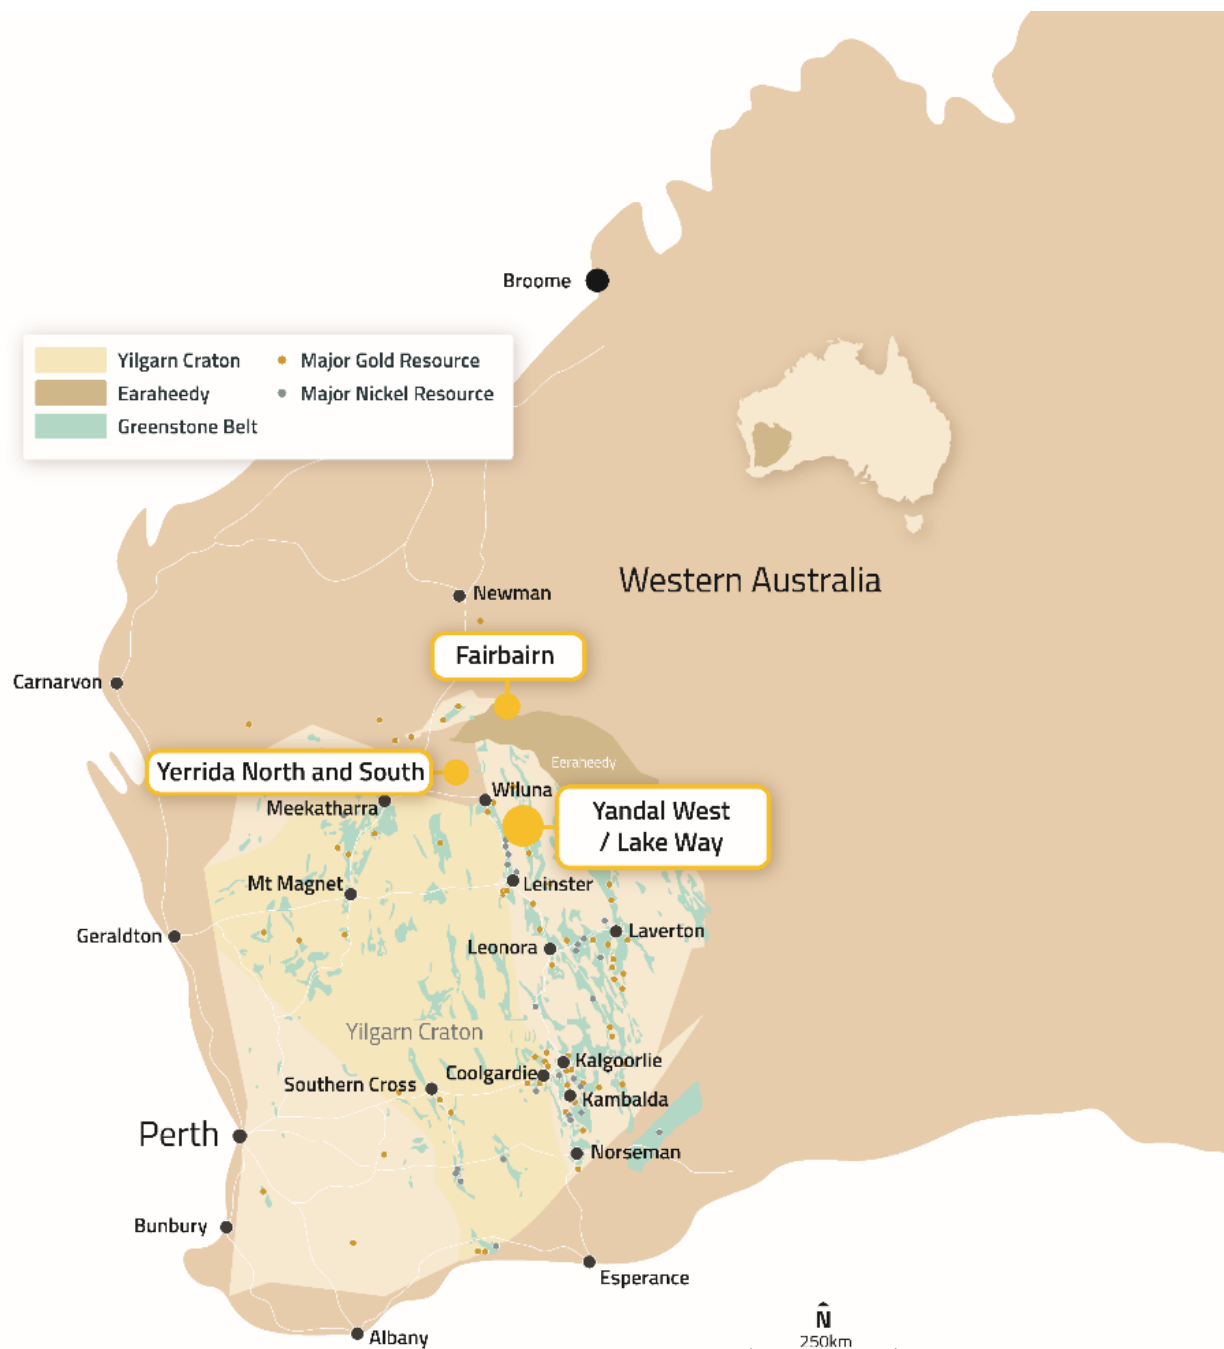 Broome
Yilgarn Craton
Major Gold Resource
Earaheedy
Major Nickel Resource
Greenstone Belt
Western Australia
Newman
Fairbairn
Carnarvon
Eeraheedy
Yerrida North and South
Wiluna
Meekatharra
Yandal West
/ Lake Way
Mt Magnet
Leinster
Geraldton
Laverton
Leonora
Yilgarn Craton
Kalgoorlie
Coolgardie
Southern Cross
Kambalda
Perth
Norseman
Bunbury
Esperance
N
250km
Albany